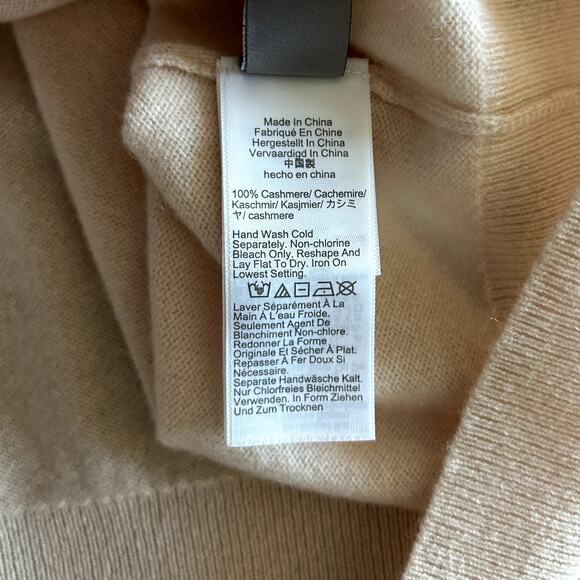 Made In China
Fabriqué En Chine
Hergestellt In China
Vervaardigd In China
中国製
hecho en china
100% Cashmere/ Cachemire/
Kaschmir/ Kasjmier/ カシミ
ヤ/ cashmere
Hand Wash Cold
Separately. Non-chlorine
Bleach Only. Reshape And
Lay Flat To Dry. Iron On
Lowest Setting.
Laver Séparément À La
Main À L'eau Froide.
Seulement Agent De
Blanchiment Non-chlore.
Redonner La Forme
Originale Et Sécher À Plat.
Repasser À Fer Doux Si
Nécessaire.
Separate Handwäsche Kalt.
Nur Chlorfreies Bleichmittel
Verwenden. In Form Ziehen
Und Zum Trocknen